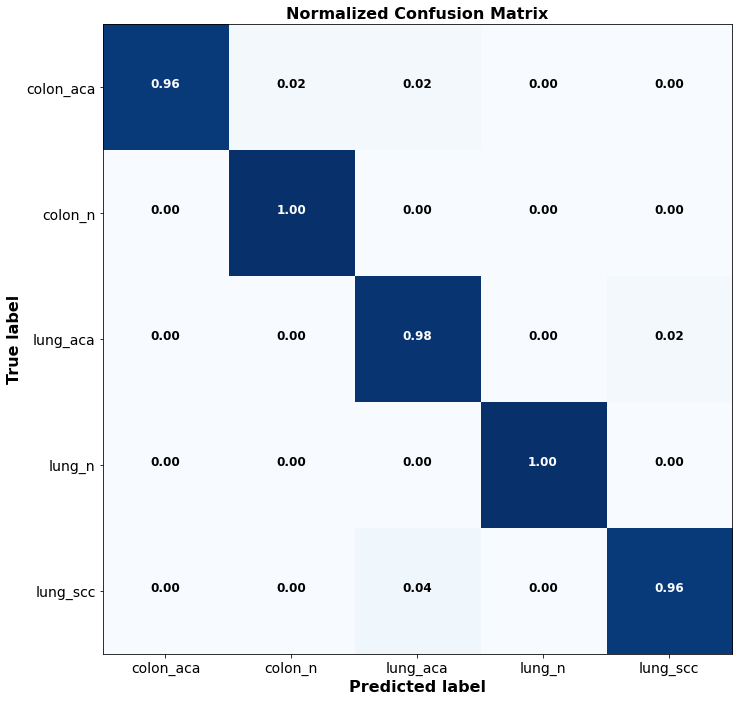 Normalized Confusion Matrix
True label
colon_aca 0.96 0.02 0.02 0.00 0.00
colon_n 0.00 1.00 0.00 0.00 0.00
lung_aca 0.00 0.00 0.98 0.00 0.02
lung_n 0.00 0.00 0.00 1.00 0.00
lung_scc 0.00 0.00 0.04 0.00 0.96
colon_aca colon_n lung_aca lung_n lung_scc
Predicted label